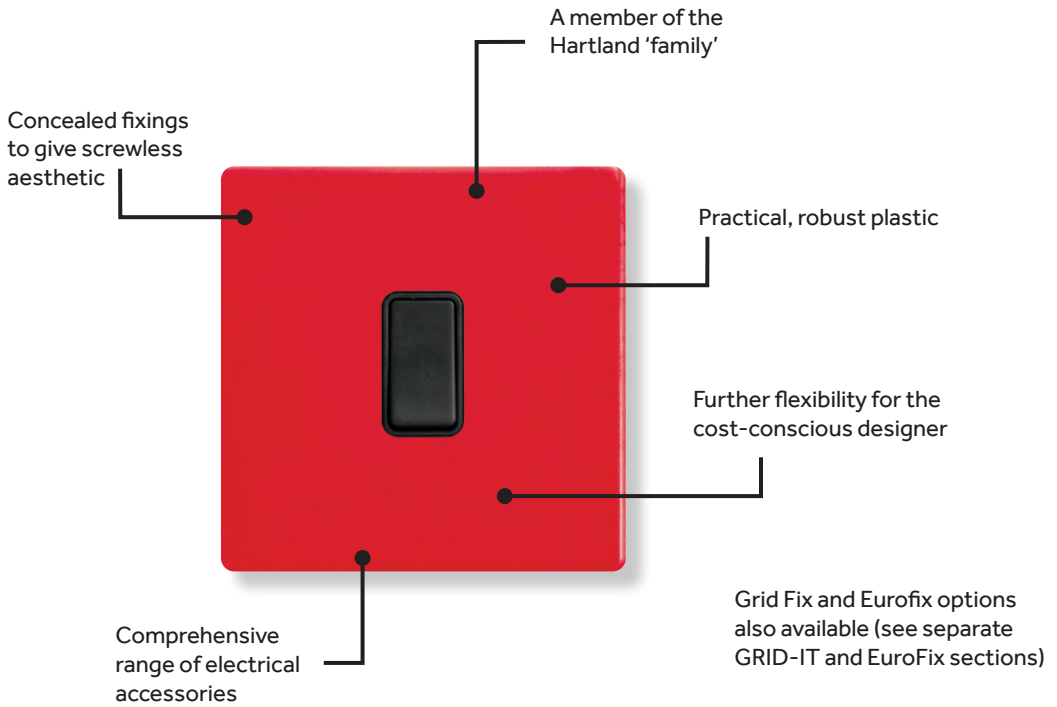 A member of the
Hartland ‘family’
Concealed fixings
to give screwless
aesthetic
Practical, robust plastic
Further flexibility for the
cost-conscious designer
Grid Fix and Eurofix options
also available (see separate
GRID-IT and EuroFix sections)
Comprehensive
range of electrical
accessories